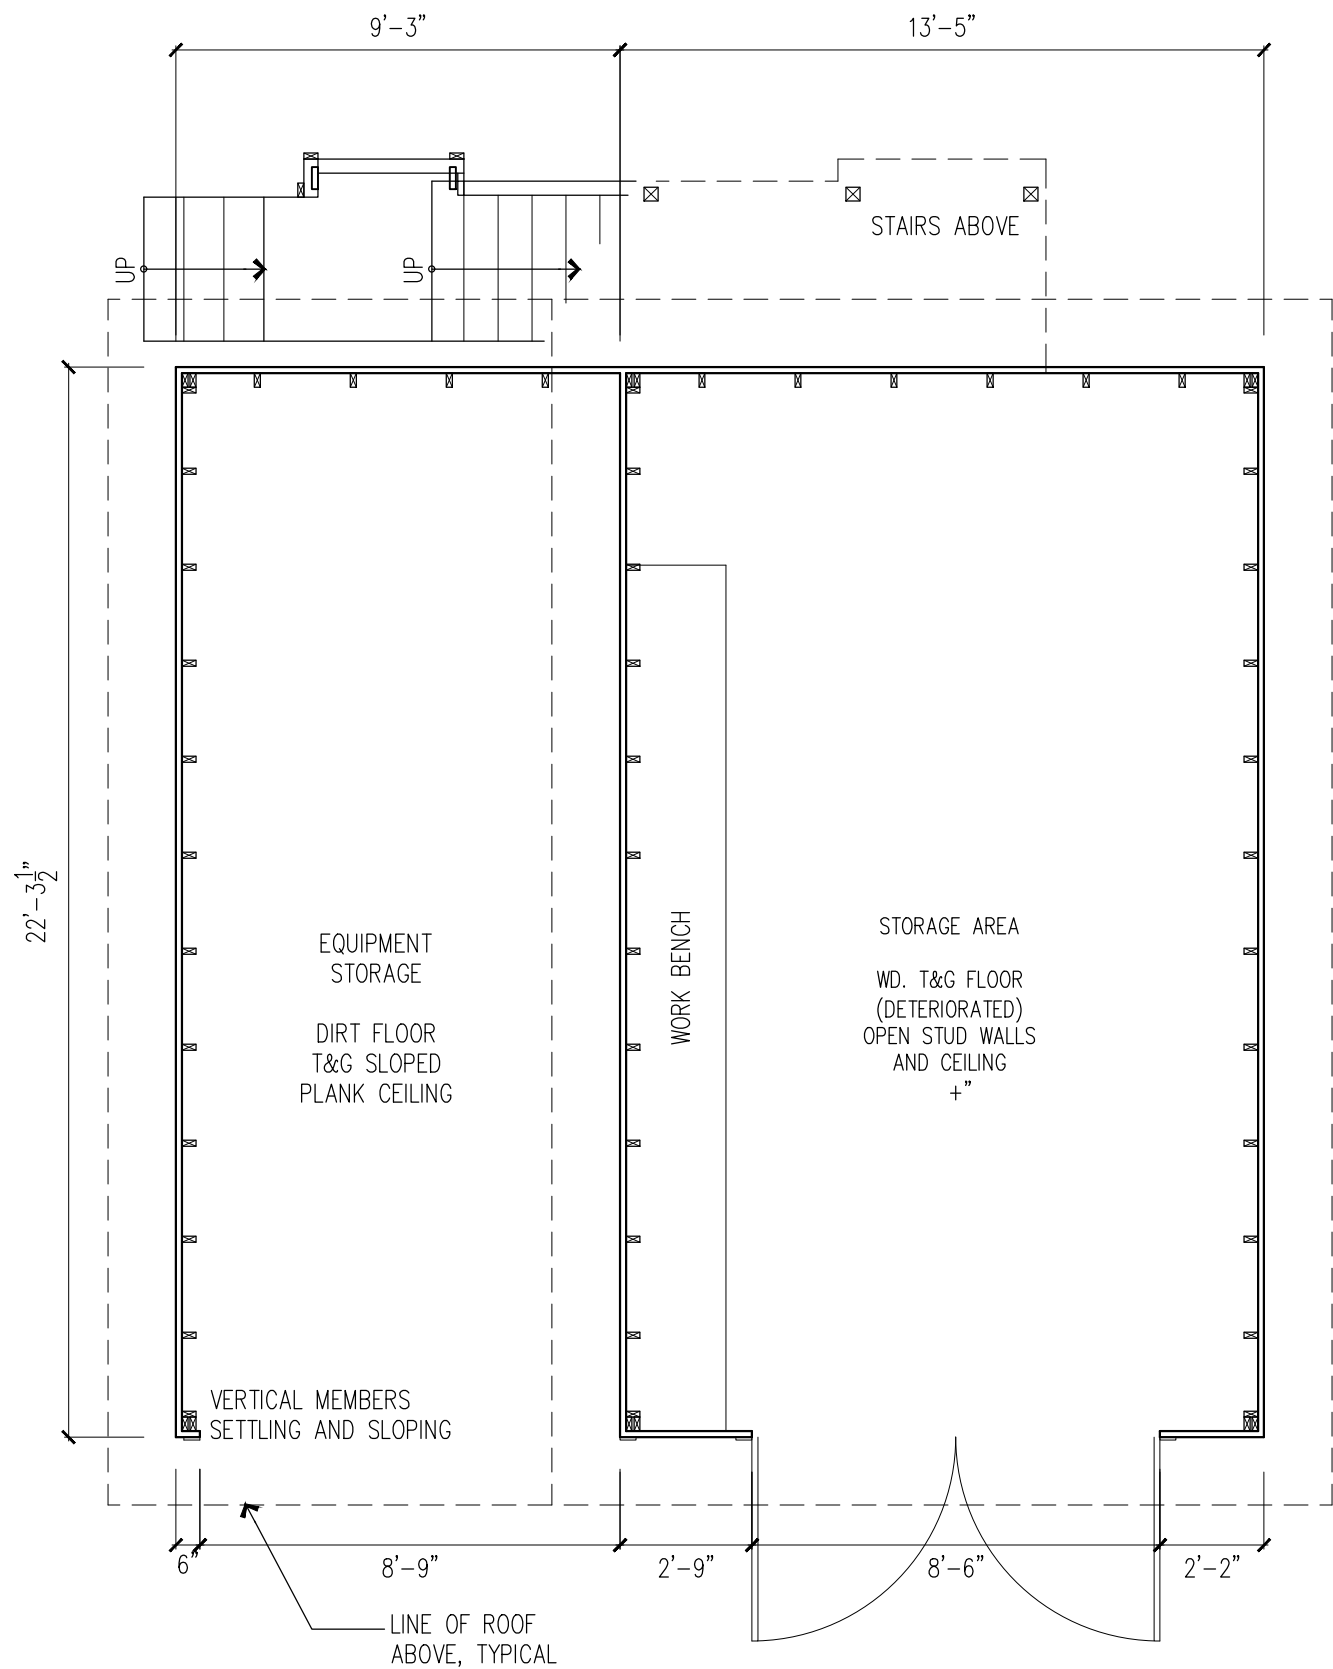 9'-3"
13'-5"
STAIRS ABOVE
UP
UP
22'-3 1/2"
EQUIPMENT
STORAGE
DIRT FLOOR
T&G SLOPED
PLANK CEILING
WORK BENCH
STORAGE AREA
WD. T&G FLOOR
(DETERIORATED)
OPEN STUD WALLS
AND CEILING
+"
VERTICAL MEMBERS
SETTLING AND SLOPING
6"
8'-9"
2'-9"
8'-6"
2'-2"
LINE OF ROOF
ABOVE, TYPICAL